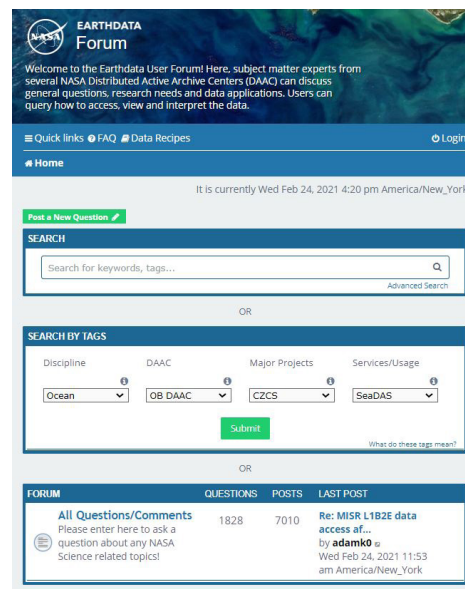 NASA
EARTHDATA
Forum
Welcome to the Earthdata User Forum! Here, subject matter experts from
several NASA Distributed Active Archive Centers (DAAC) can discuss
general questions, research needs and data applications. Users can
query how to access, view and interpret the data.
Quick links FAQ Data Recipes Login
Home
It is currently Wed Feb 24, 2021 4:20 pm America/New_York
Post a New Question
SEARCH
Search for keywords, tags...
Advanced Search
OR
SEARCH BY TAGS
Discipline DAAC Major Projects Services/Usage
Ocean OB DAAC CZCS SeaDAS
Submit
What do these tags mean?
OR
FORUM QUESTIONS POSTS LAST POST
All Questions/Comments 1828 7010 Re: MISR L1B2E data
Please enter here to ask a access af...
question about any NASA by adamk0
Science related topics! Wed Feb 24, 2021 11:53
am America/New_York